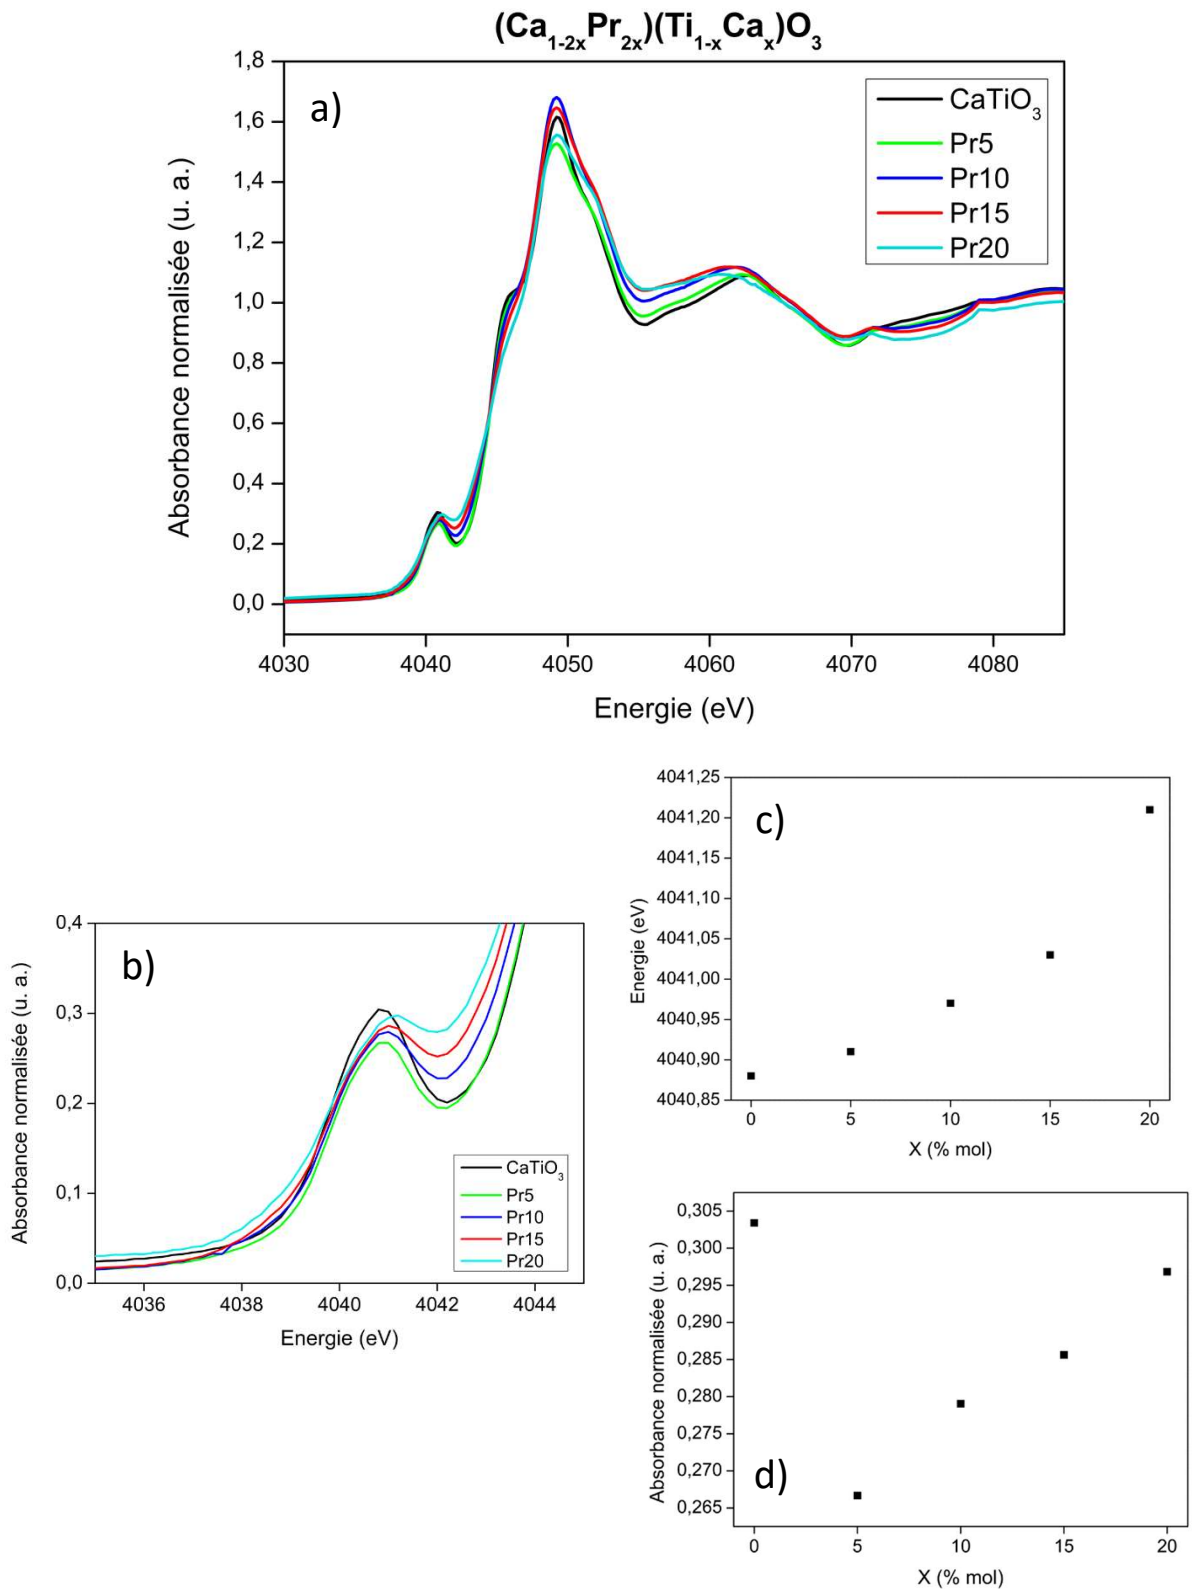 (Ca1-2xPr2x)(Ti1-xCax)O3
a)
1,8
1,6
1,4
1,2
1,0
0,8
0,6
0,4
0,2
0,0
Absorbance normalisée (u. a.)
CaTiO3
Pr5
Pr10
Pr15
Pr20
4030 4040 4050 4060 4070 4080
Energie (eV)
b)
0,4
0,3
0,2
0,1
0,0
Absorbance normalisée (u. a.)
CaTiO3
Pr5
Pr10
Pr15
Pr20
4036 4038 4040 4042 4044
Energie (eV)
c)
4041,25
4041,20
4041,15
4041,10
4041,05
4041,00
4040,95
4040,90
4040,85
Energie (eV)
0 5 10 15 20
X (% mol)
0,305
0,300
0,295
0,290
0,285
0,280
0,275
0,270
0,265
Absorbance normalisée (u. a.)
d)
0 5 10 15 20
X (% mol)